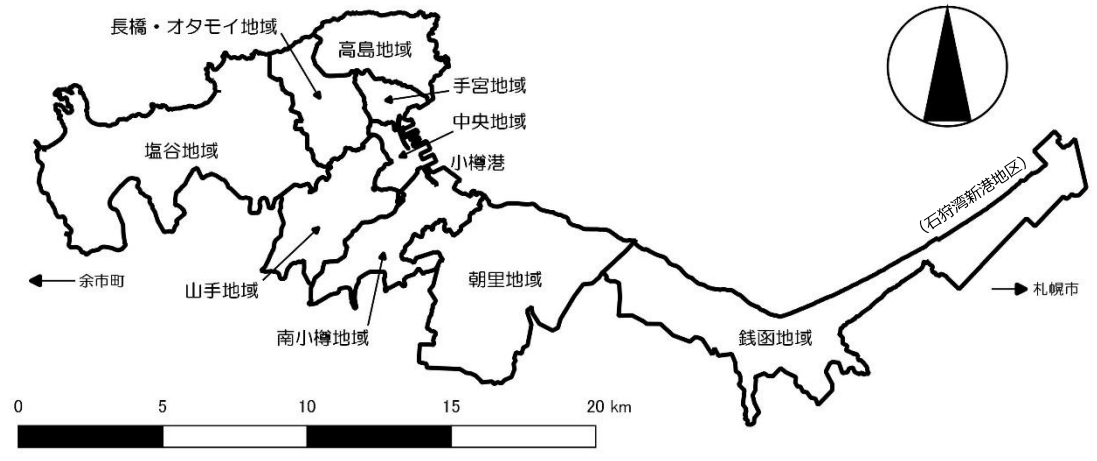 長橋・オタモイ地域
高島地域
手宮地域
中央地域
小樽港
塩谷地域
(石狩湾新港地区)
余市町
山手地域
朝里地域
札幌市
南小樽地域
銭函地域
0 5 10 15 20 km